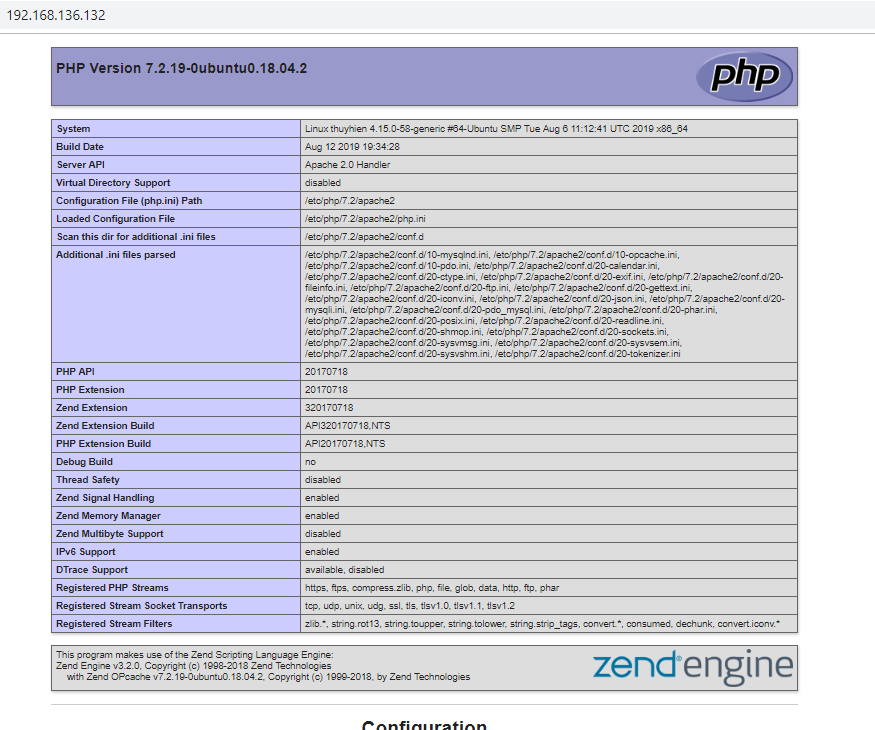 192.168.136.132
PHP Version 7.2.19-0ubuntu0.18.04.2
php
System Linux thuyhien 4.15.0-58-generic #64-Ubuntu SMP Tue Aug 6 11:12:41 UTC 2019 x86_64
Build Date Aug 12 2019 19:34:28
Server API Apache 2.0 Handler
Virtual Directory Support disabled
Configuration File (php.ini) Path /etc/php/7.2/apache2
Loaded Configuration File /etc/php/7.2/apache2/php.ini
Scan this dir for additional .ini files /etc/php/7.2/apache2/conf.d
Additional .ini files parsed /etc/php/7.2/apache2/conf.d/10-mysqlnd.ini, /etc/php/7.2/apache2/conf.d/10-opcache.ini,
/etc/php/7.2/apache2/conf.d/10-pdo.ini, /etc/php/7.2/apache2/conf.d/20-calendar.ini,
/etc/php/7.2/apache2/conf.d/20-ctype.ini, /etc/php/7.2/apache2/conf.d/20-exif.ini, /etc/php/7.2/apache2/conf.d/20-
fileinfo.ini, /etc/php/7.2/apache2/conf.d/20-ftp.ini, /etc/php/7.2/apache2/conf.d/20-gettext.ini,
/etc/php/7.2/apache2/conf.d/20-iconv.ini, /etc/php/7.2/apache2/conf.d/20-json.ini, /etc/php/7.2/apache2/conf.d/20-
mysqli.ini, /etc/php/7.2/apache2/conf.d/20-pdo_mysql.ini, /etc/php/7.2/apache2/conf.d/20-phar.ini,
/etc/php/7.2/apache2/conf.d/20-posix.ini, /etc/php/7.2/apache2/conf.d/20-readline.ini,
/etc/php/7.2/apache2/conf.d/20-shmop.ini, /etc/php/7.2/apache2/conf.d/20-sockets.ini,
/etc/php/7.2/apache2/conf.d/20-sysvmsg.ini, /etc/php/7.2/apache2/conf.d/20-sysvsem.ini,
/etc/php/7.2/apache2/conf.d/20-sysvshm.ini, /etc/php/7.2/apache2/conf.d/20-tokenizer.ini
PHP API 20170718
PHP Extension 20170718
Zend Extension 320170718
Zend Extension Build API320170718,NTS
PHP Extension Build API20170718,NTS
Debug Build no
Thread Safety disabled
Zend Signal Handling enabled
Zend Memory Manager enabled
Zend Multibyte Support disabled
IPv6 Support enabled
DTrace Support available, disabled
Registered PHP Streams https, ftps, compress.zlib, php, file, glob, data, http, ftp, phar
Registered Stream Socket Transports tcp, udp, unix, udg, ssl, tls, tlsv1.0, tlsv1.1, tlsv1.2
Registered Stream Filters zlib.*, string.rot13, string.toupper, string.tolower, string.strip_tags, convert.*, consumed, dechunk, convert.iconv.*
This program makes use of the Zend Scripting Language Engine:
Zend Engine v3.2.0, Copyright (c) 1998-2018 Zend Technologies
with Zend OPcache v7.2.19-0ubuntu0.18.04.2, Copyright (c) 1999-2018, by Zend Technologies
zend engine
Configuration